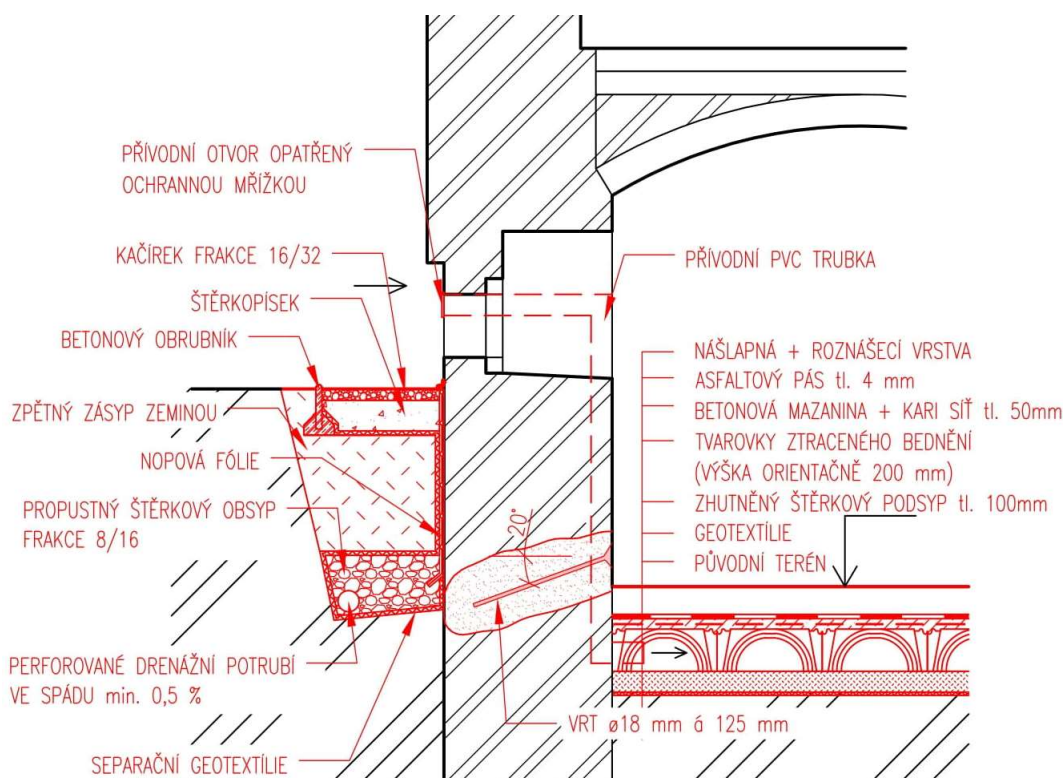 PŘÍVODNÍ OTVOR OPATŘENÝ
OCHRANNOU MŘÍŽKOU
KAČÍREK FRAKCE 16/32
ŠTĚRKOPÍSEK
BETONOVÝ OBRUBNÍK
ZPĚTNÝ ZÁSYP ZEMINOU
NOPOVÁ FÓLIE
PROPUSTNÝ ŠTĚRKOVÝ OBSYP
FRAKCE 8/16
PERFOROVANÉ DRENÁŽNÍ POTRUBÍ
VE SPÁDU min. 0,5 %
SEPARAČNÍ GEOTEXTÍLIE
20°
VRT ø18 mm á 125 mm
PŘÍVODNÍ PVC TRUBKA
NÁŠLAPNÁ + ROZNÁŠECÍ VRSTVA
ASFALTOVÝ PÁS tl. 4 mm
BETONOVÁ MAZANINA + KARI SÍŤ tl. 50mm
TVAROVKY ZTRACENÉHO BEDNĚNÍ
(VÝŠKA ORIENTAČNĚ 200 mm)
ZHUTNĚNÝ ŠTĚRKOVÝ PODSYP tl. 100mm
GEOTEXTÍLIE
PŮVODNÍ TERÉN